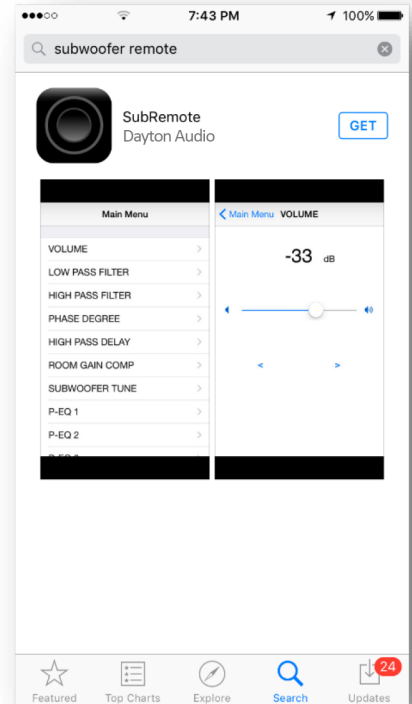 7:43 PM
100%
subwoofer remote
SubRemote
Dayton Audio
GET
Main Menu
VOLUME
LOW PASS FILTER
HIGH PASS FILTER
PHASE DEGREE
HIGH PASS DELAY
ROOM GAIN COMP
SUBWOOFER TUNE
P-EQ 1
P-EQ 2
Main Menu VOLUME
-33 dB
< >
24
Featured Top Charts Explore Search Updates